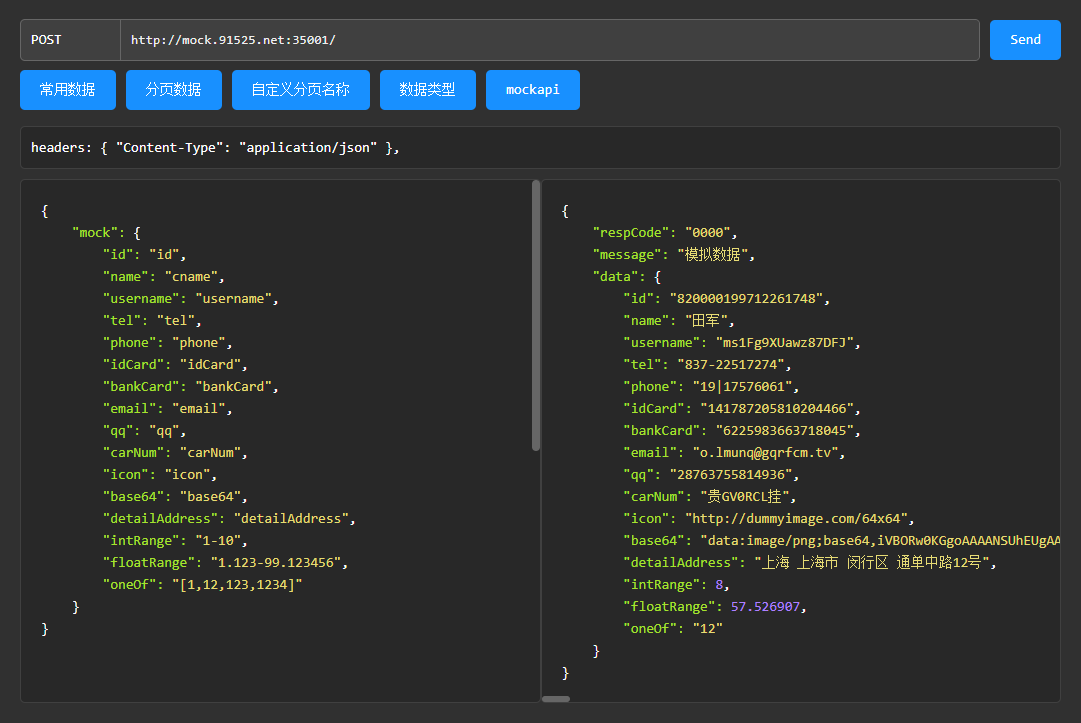 POST http://mock.91525.net:35001/ Send
常用数据 分页数据 自定义分页名称 数据类型 mockapi
headers: { "Content-Type": "application/json" },
{
"mock": {
"id": "id",
"name": "cname",
"username": "username",
"tel": "tel",
"phone": "phone",
"idCard": "idCard",
"bankCard": "bankCard",
"email": "email",
"qq": "qq",
"carNum": "carNum",
"icon": "icon",
"base64": "base64",
"detailAddress": "detailAddress",
"intRange": "1-10",
"floatRange": "1.123-99.123456",
"oneOf": "[1,12,123,1234]"
}
}
{
"respCode": "0000",
"message": "模拟数据",
"data": {
"id": "820000199712261748",
"name": "田军",
"username": "ms1Fg9XUawz87DFJ",
"tel": "837-22517274",
"phone": "19|17576061",
"idCard": "141787205810204466",
"bankCard": "6225983663718045",
"email": "o.lmunq@gqrfcm.tv",
"qq": "28763755814936",
"carNum": "贵GV0RCL挂",
"icon": "http://dummyimage.com/64x64",
"base64": "data:image/png;base64,iVBORw0KGgoAAAANSUhEUgAA
"detailAddress": "上海 上海市 闵行区 通单中路12号",
"intRange": 8,
"floatRange": 57.526907,
"oneOf": "12"
}
}